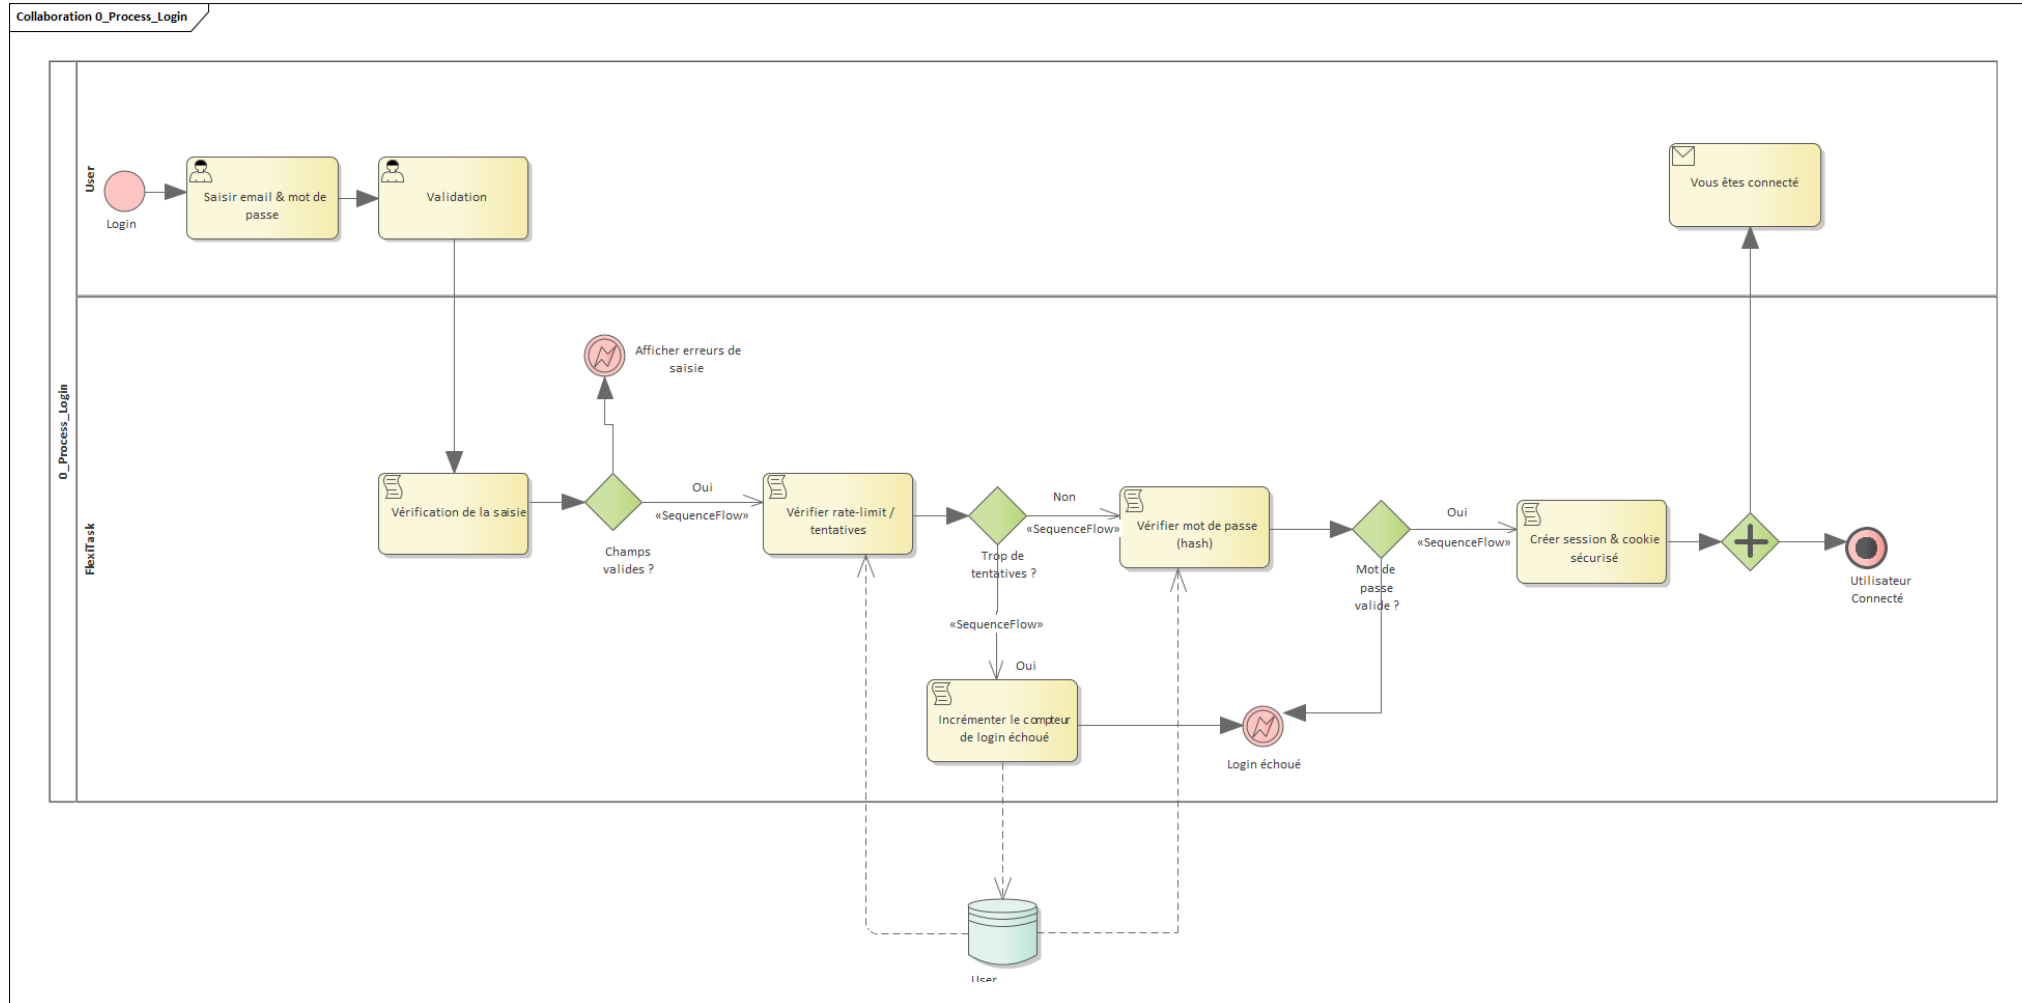 Collaboration 0_Process_Login
0_Process_Login
User
Login
Saisir email & mot de
passe
Validation
Vous êtes connecté
FlexiTask
Afficher erreurs de
saisie
Vérification de la saisie
Champs
valides ?
Oui
«SequenceFlow»
Vérifier rate-limit /
tentatives
Trop de
tentatives ?
Non
«SequenceFlow»
Vérifier mot de passe
(hash)
Mot de
passe
valide ?
Oui
«SequenceFlow»
Créer session & cookie
sécurisé
Utilisateur
Connecté
«SequenceFlow»
Oui
Incrémenter le compteur
de login échoué
Login échoué
User